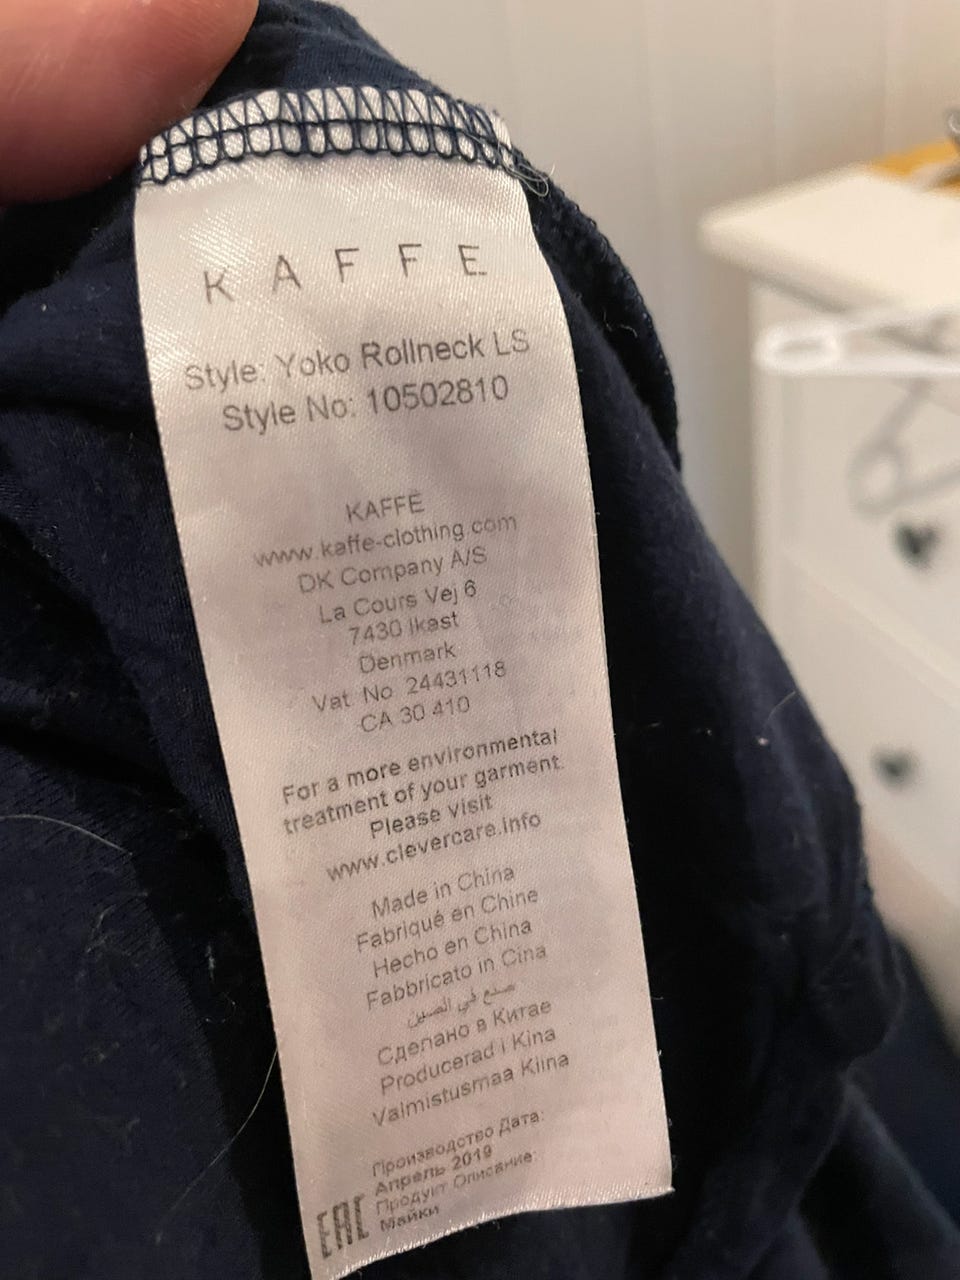 KAFFE
Style: Yoko Rollneck LS
Style No: 10502810
KAFFE
www.kaffe-clothing.com
DK Company A/S
La Cours Vej 6
7430 Ikast
Denmark
Vat No 24431118
CA 30 410
For a more environmental
treatment of your garment.
Please visit
www.clevercare.info
Made in China
Fabriqué en Chine
Hecho en China
Fabbricato in Cina
صنع في الصين
Сделано в Китае
Producerad i Kina
Valmistusmaa Kiina
Производство Дата:
Апрель 2019
Продукт Описание:
Майки
EAC